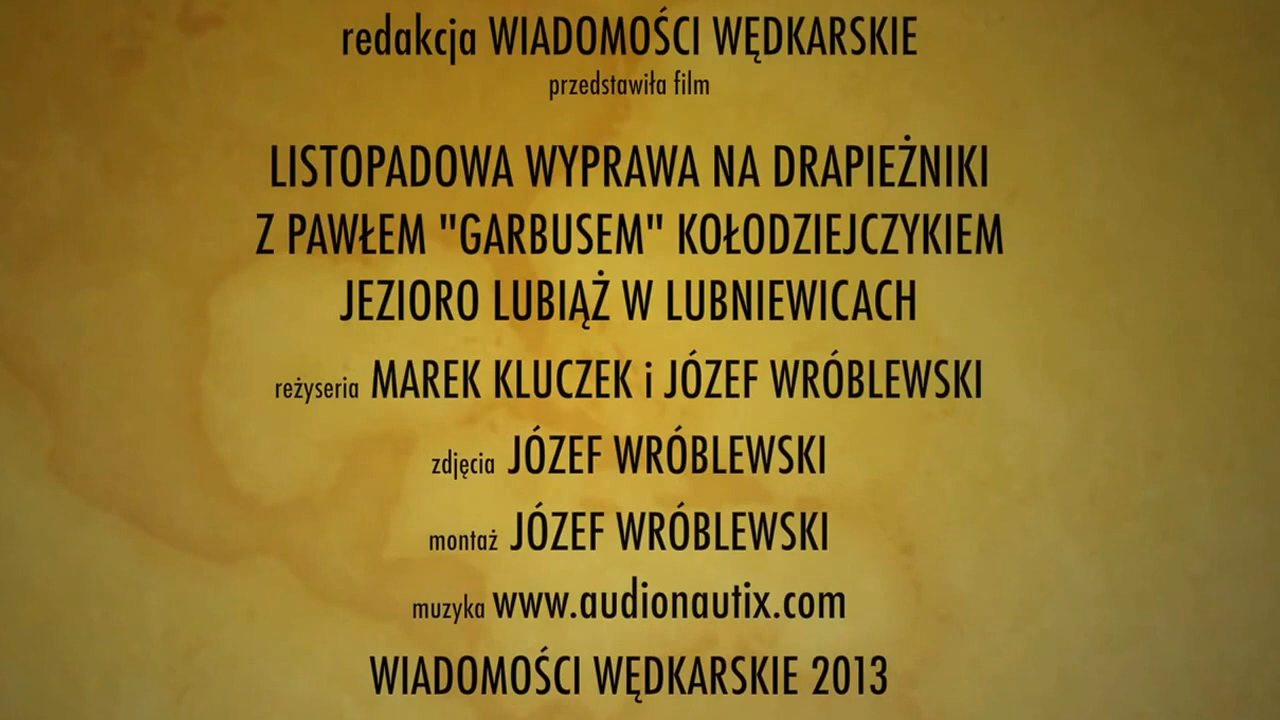 redakcja WIADOMOŚCI WĘDKARSKIE
przedstawiła film
LISTOPADOWA WYPRAWA NA DRAPIEŻNIKI
Z PAWŁEM "GARBUSEM" KOŁODZIEJCZYKIEM
JEZIORO LUBIĄŻ W LUBNIEWICACH
reżyseria MAREK KLUCZEK i JÓZEF WRÓBLEWSKI
zdjęcia JÓZEF WRÓBLEWSKI
montaż JÓZEF WRÓBLEWSKI
muzyka www.audionautix.com
WIADOMOŚCI WĘDKARSKIE 2013